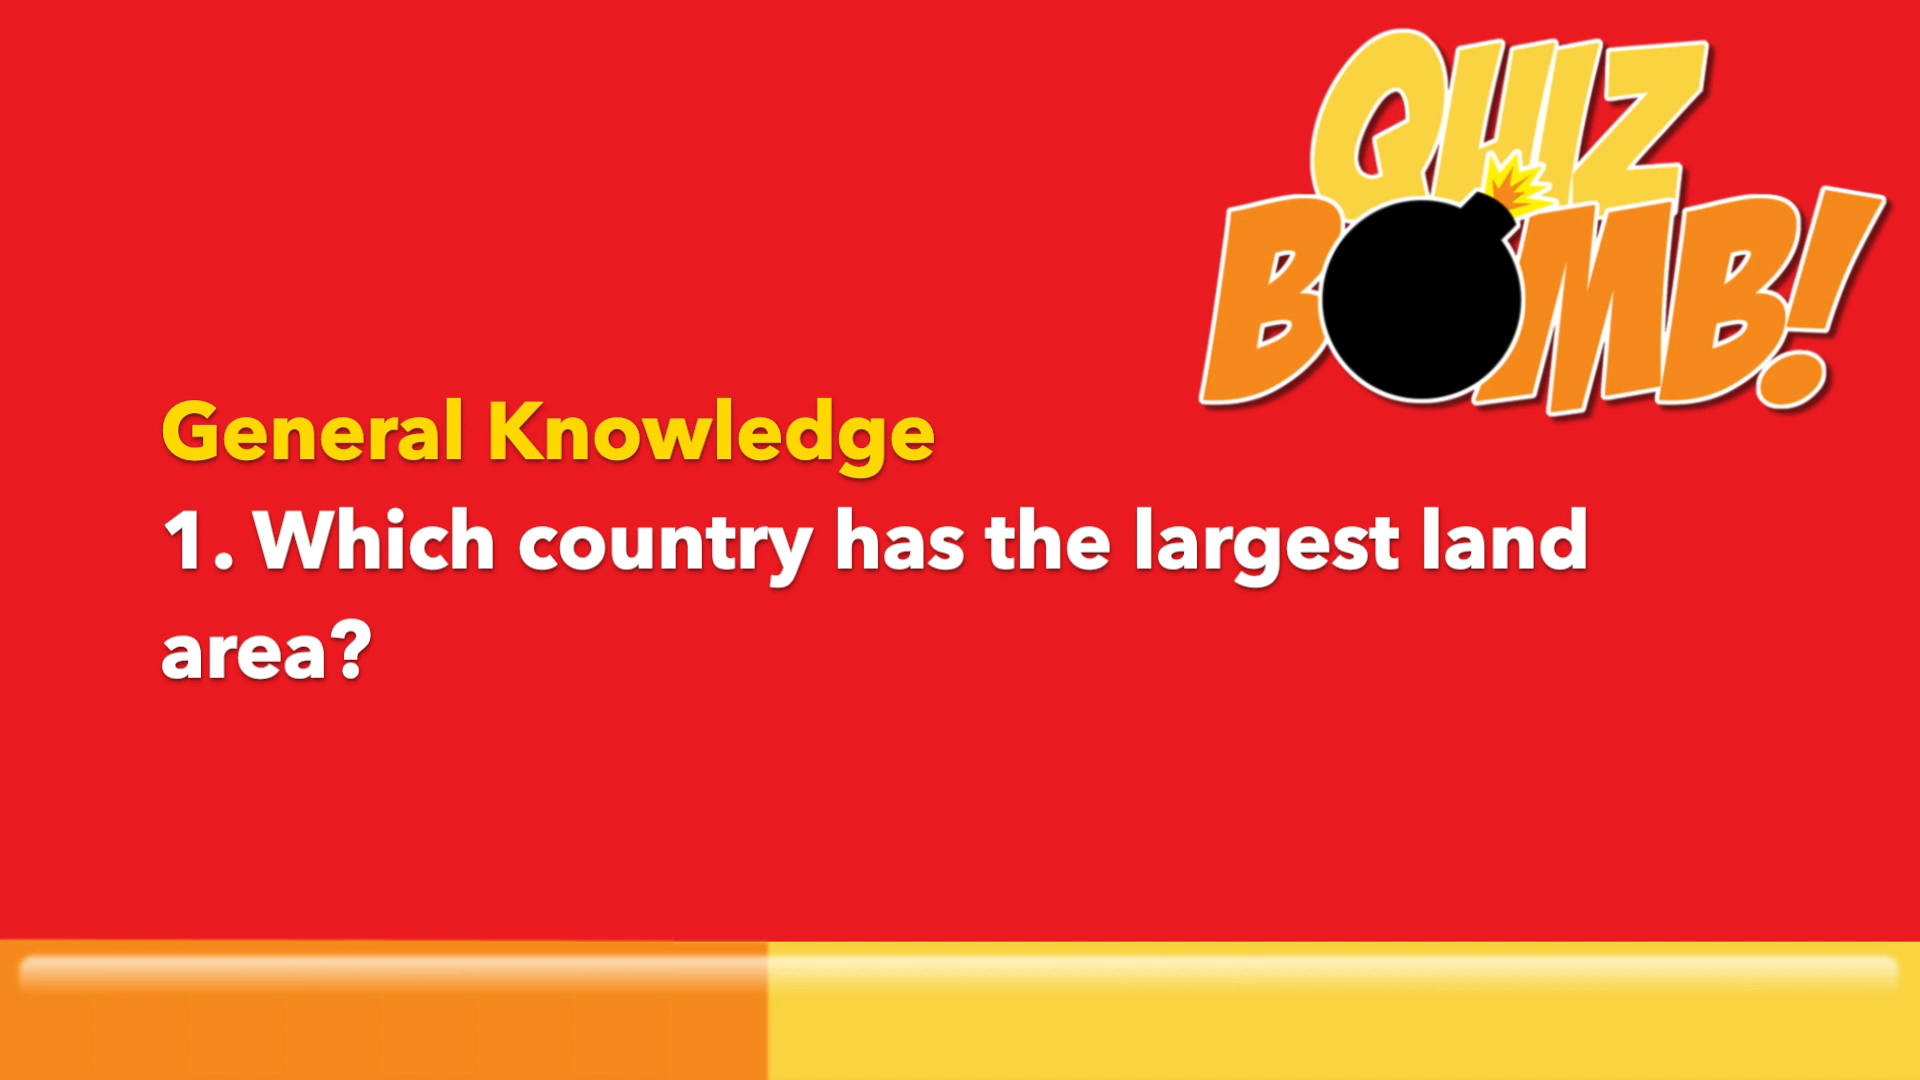 QUIZ
BOMB!
General Knowledge
1. Which country has the largest land
area?